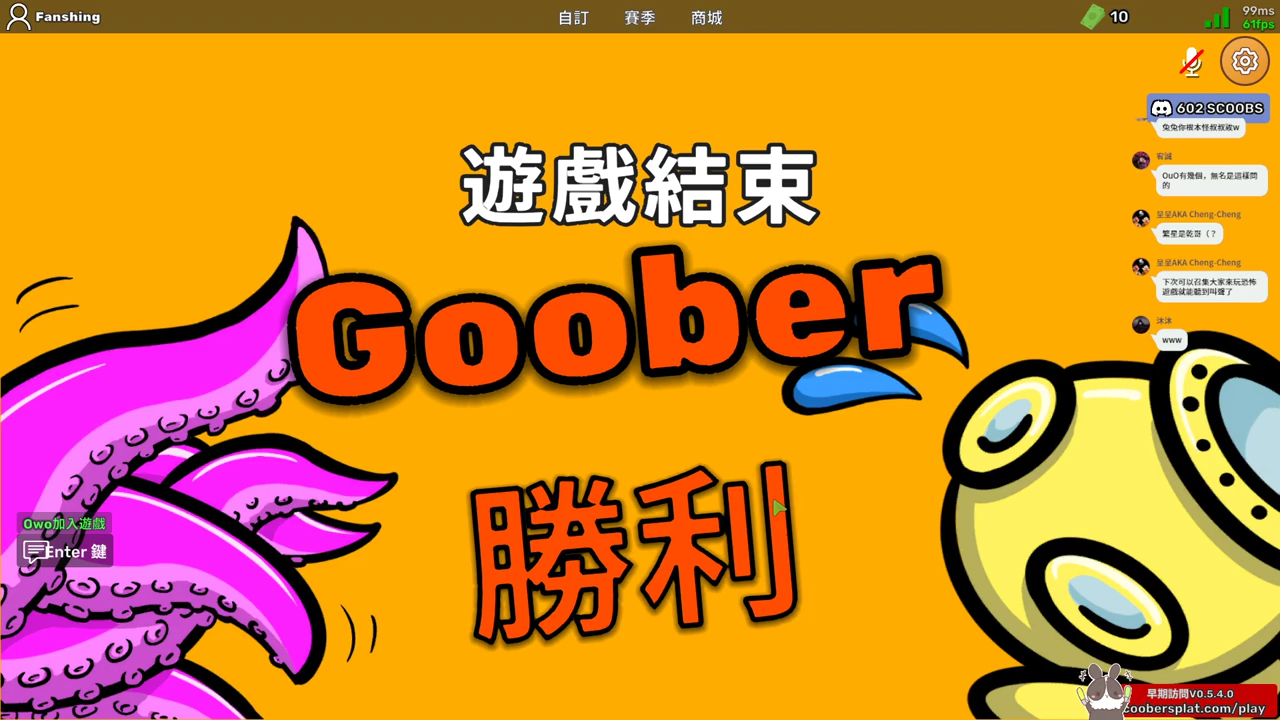 Fanshing
自訂
賽季
商城
10
99ms
61fps
602 SCOOBS
兔兔你根本怪叔叔欸w
宥誠
OuO有幾個，無名是這樣問
的
呈呈AKA Cheng-Cheng
繁星是乾哥（？
呈呈AKA Cheng-Cheng
下次可以召集大家來玩恐怖
遊戲就能聽到叫聲了
沐沐
www
遊戲結束
Goober
勝利
Owo加入遊戲
Enter 鍵
早期訪問V0.5.4.0
coobersplat.com/play